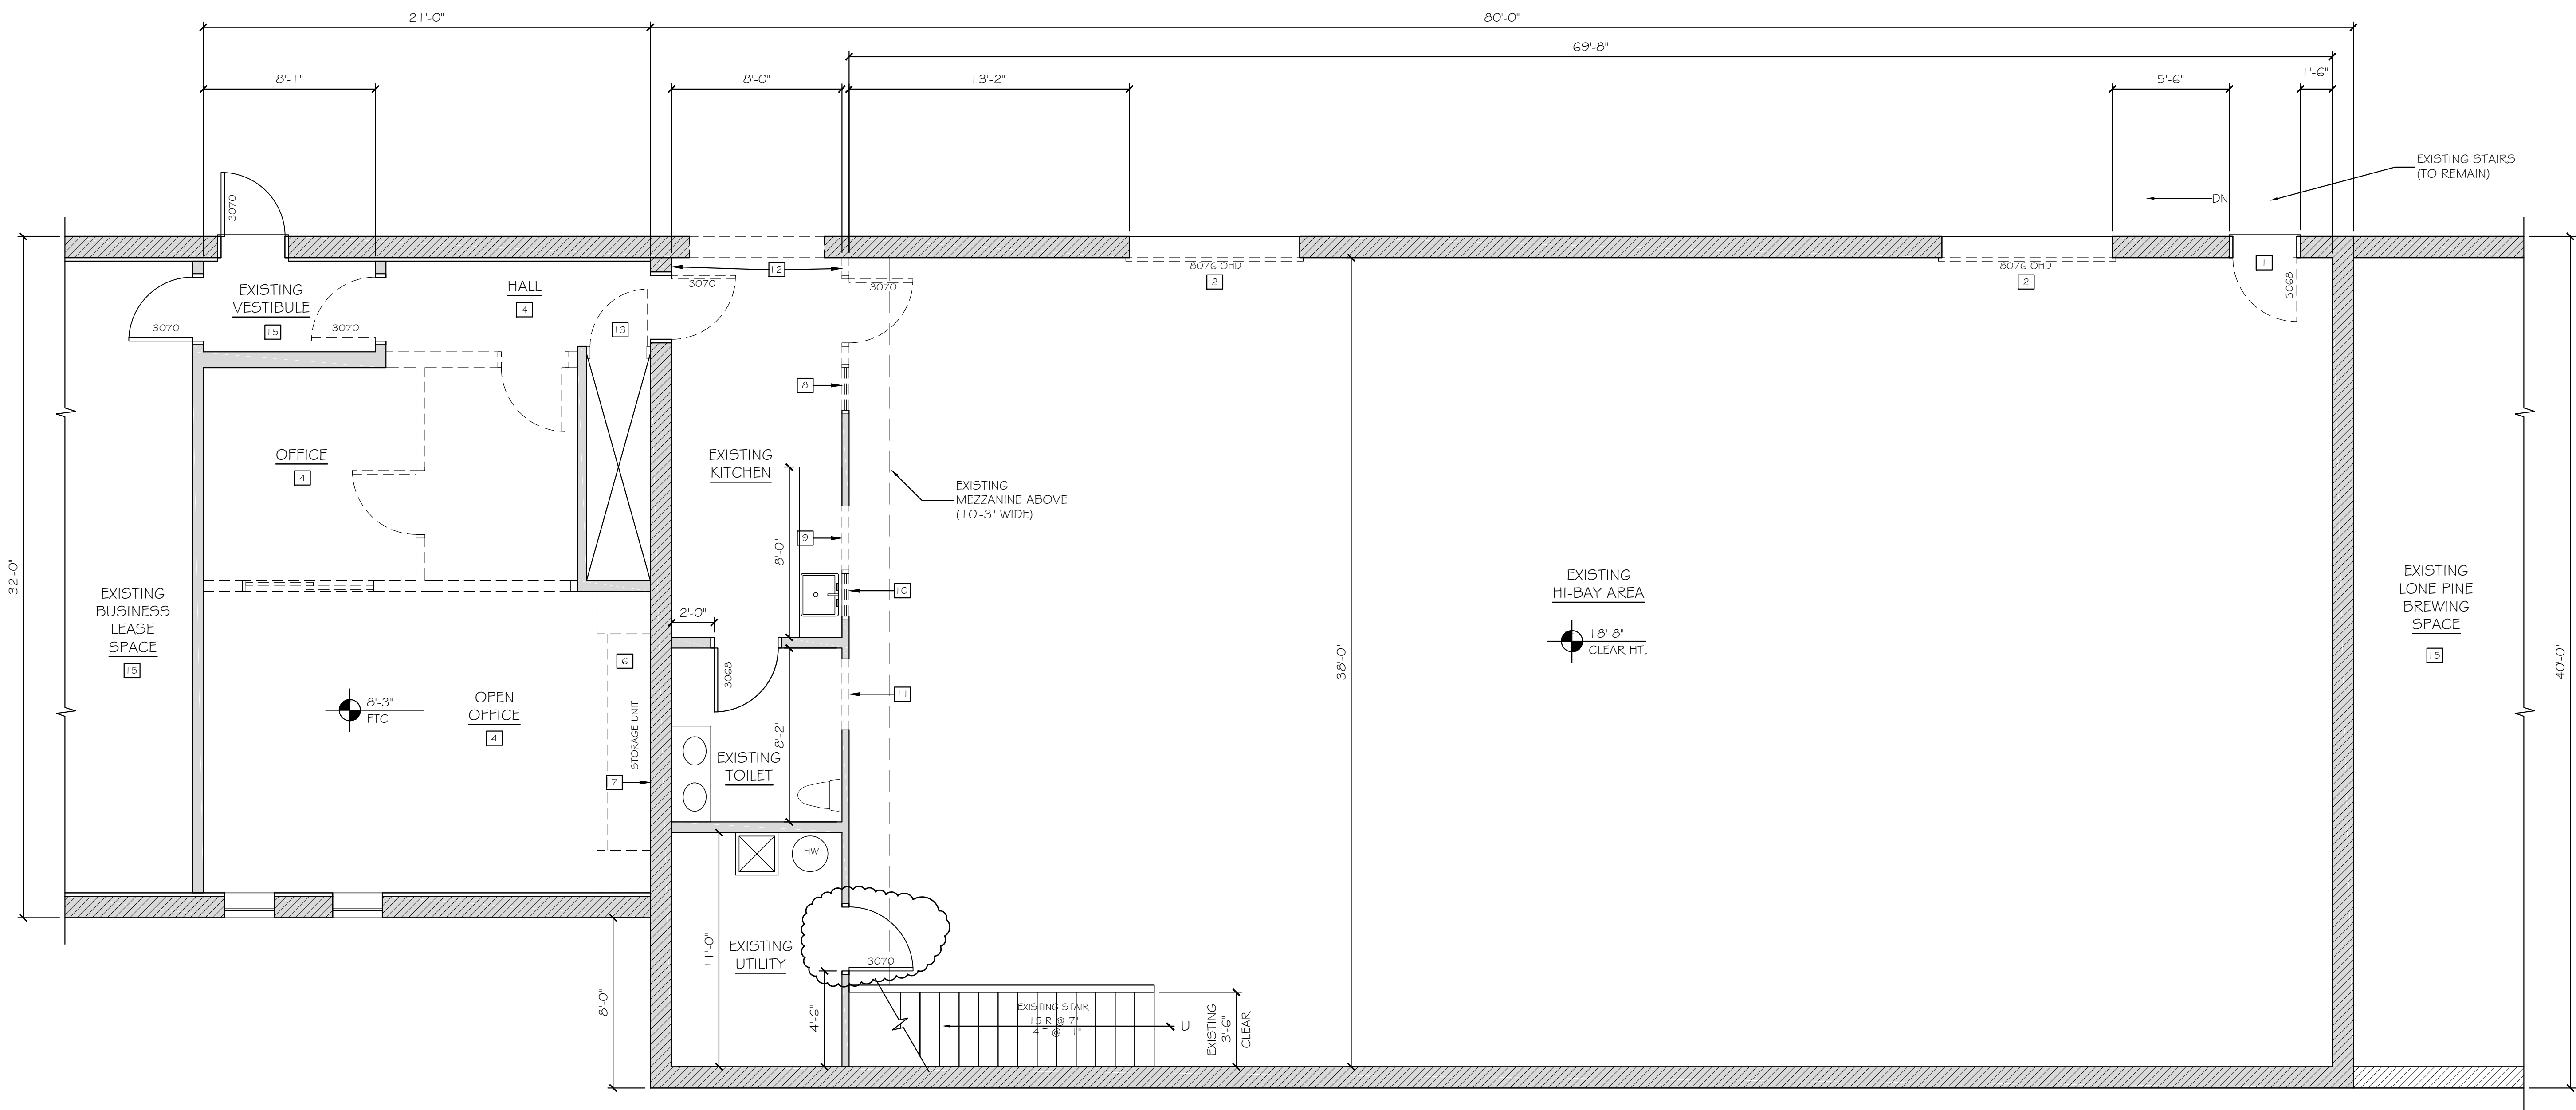 21'-0"
80'-0"
69'-8"
8'-1"
8'-0"
13'-2"
5'-6"
1'-6"
EXISTING STAIRS
(TO REMAIN)
DN
3070
12
3070
3070
8076 OHD
2
8076 OHD
2
1
3068
EXISTING
VESTIBULE
15
3070
3070
HALL
4
13
8
OFFICE
4
EXISTING
KITCHEN
EXISTING
MEZZANINE ABOVE
(10'-3" WIDE)
9
8'-0"
10
32'-0"
EXISTING
BUSINESS
LEASE
SPACE
15
2'-0"
EXISTING
HI-BAY AREA
18'-8"
CLEAR HT.
38'-0"
EXISTING
LONE PINE
BREWING
SPACE
15
40'-0"
6
3068
11
8'-3"
FTC
OPEN
OFFICE
4
STORAGE UNIT
7
8'-2"
EXISTING
TOILET
HW
11'-0"
EXISTING
UTILITY
3070
8'-0"
4'-6"
EXISTING STAIR
15 R @ 7"
14 T @ 11"
U
EXISTING
3'-6"
CLEAR